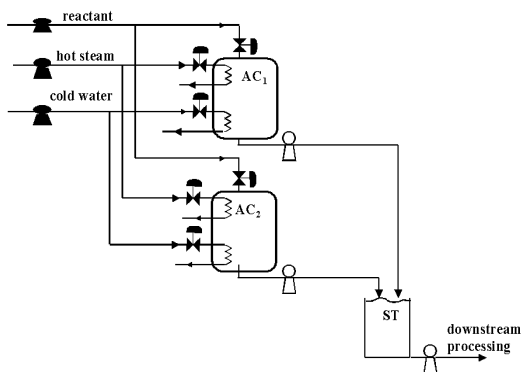 reactant
hot steam
AC₁
cold water
AC₂
ST
downstream
processing